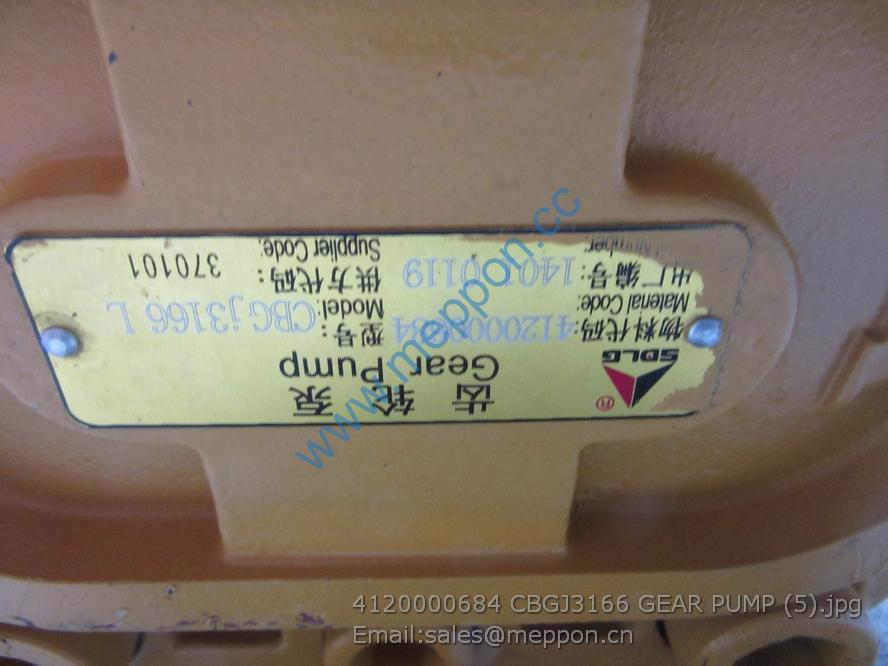 SDLG
®
齿 轮 泵
Gear Pump
物料代码: 4120000684
Material Code:
型号: CBGj3166 L
Model:
出厂编号:
供方代码: 370101
Supplier Code:
www.meppon.cc
4120000684 CBGJ3166 GEAR PUMP (5).jpg
Email:sales@meppon.cn